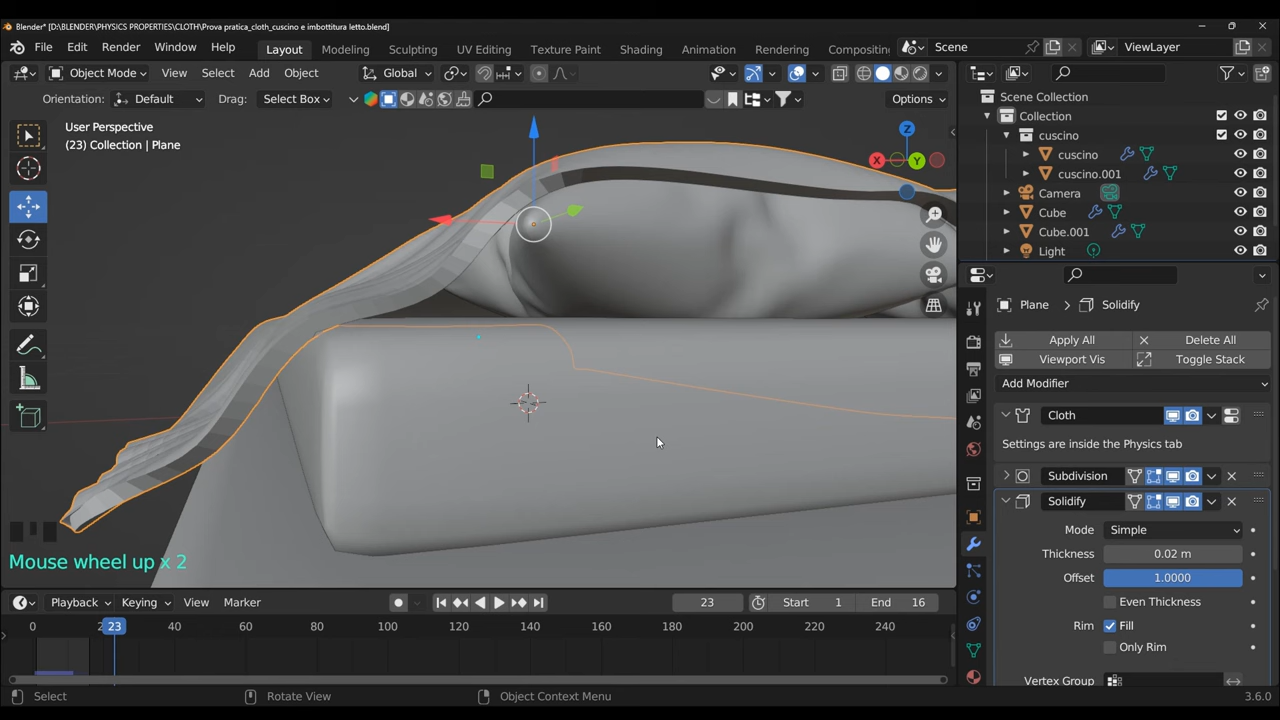 Blender* [D:\BLENDER\PHYSICS PROPERTIES\CLOTH\Prova pratica_cloth_cuscino e imbottitura letto.blend]
File Edit Render Window Help Layout Modeling Sculpting UV Editing Texture Paint Shading Animation Rendering Compositin Scene ViewLayer
Object Mode View Select Add Object Global
Orientation: Default Drag: Select Box Options
User Perspective
(23) Collection | Plane
Z
X
Y
Scene Collection
Collection
cuscino
cuscino
cuscino.001
Camera
Cube
Cube.001
Light
Plane > Solidify
Apply All Delete All
Viewport Vis Toggle Stack
Add Modifier
Cloth
Settings are inside the Physics tab
Subdivision
Solidify
Mode Simple
Thickness 0.02 m
Offset 1.0000
Even Thickness
Rim Fill
Only Rim
Vertex Group
Mouse wheel up x 2
Playback Keying View Marker 23 Start 1 End 16
0 2 23 40 60 80 100 120 140 160 180 200 220 240
Select Rotate View Object Context Menu 3.6.0